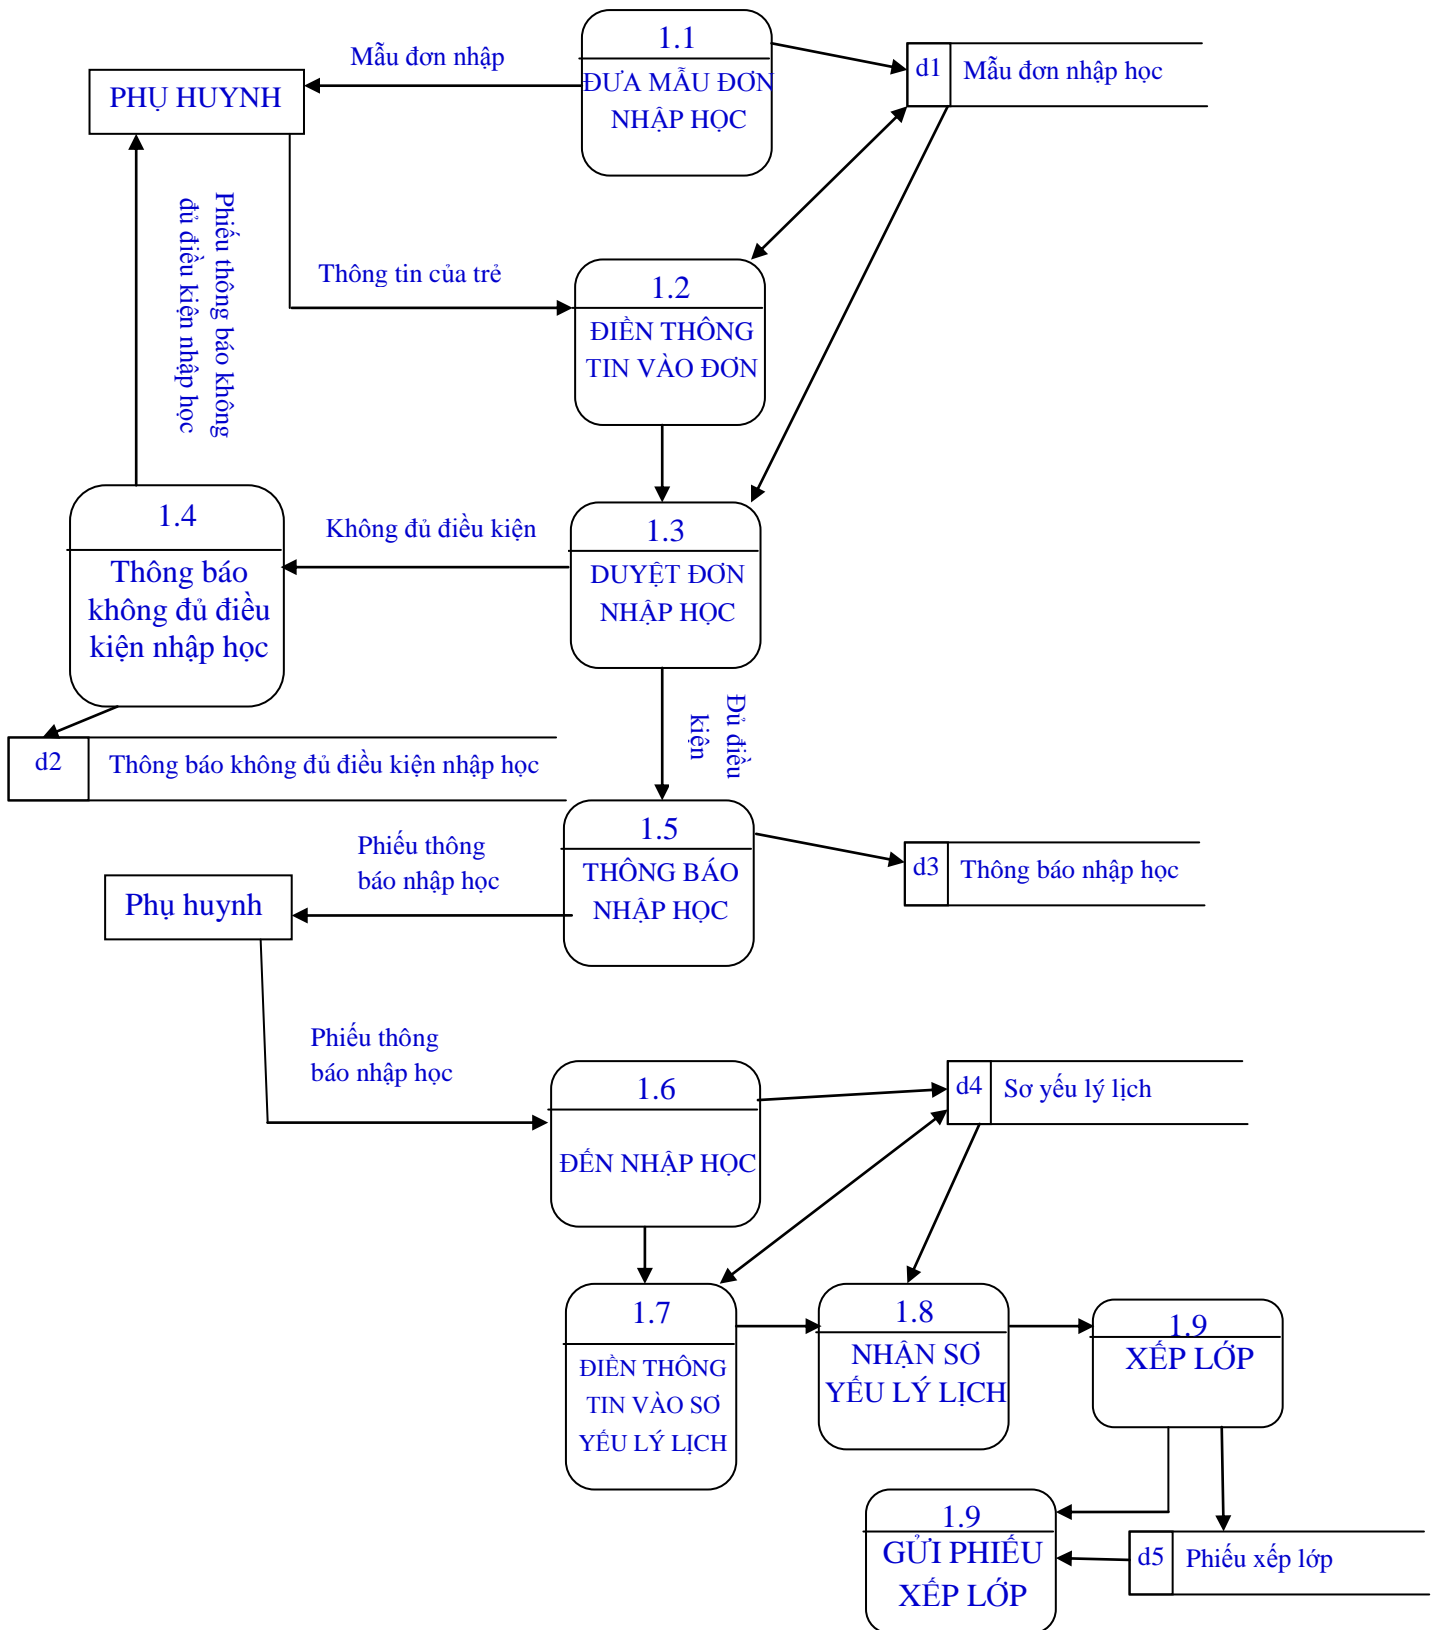 1.1
ĐƯA MẪU ĐƠN
NHẬP HỌC
Mẫu đơn nhập
d1
Mẫu đơn nhập học
PHỤ HUYNH
Phiếu thông báo không
đủ điều kiện nhập học
Thông tin của trẻ
1.2
ĐIỀN THÔNG
TIN VÀO ĐƠN
1.4
Thông báo
không đủ điều
kiện nhập học
Không đủ điều kiện
1.3
DUYỆT ĐƠN
NHẬP HỌC
Đủ điều
kiện
d2
Thông báo không đủ điều kiện nhập học
1.5
THÔNG BÁO
NHẬP HỌC
Phiếu thông
báo nhập học
d3
Thông báo nhập học
Phụ huynh
Phiếu thông
báo nhập học
1.6
ĐẾN NHẬP HỌC
d4
Sơ yếu lý lịch
1.7
ĐIỀN THÔNG
TIN VÀO SƠ
YẾU LÝ LỊCH
1.8
NHẬN SƠ
YẾU LÝ LỊCH
1.9
XẾP LỚP
1.9
GỬI PHIẾU
XẾP LỚP
d5
Phiếu xếp lớp